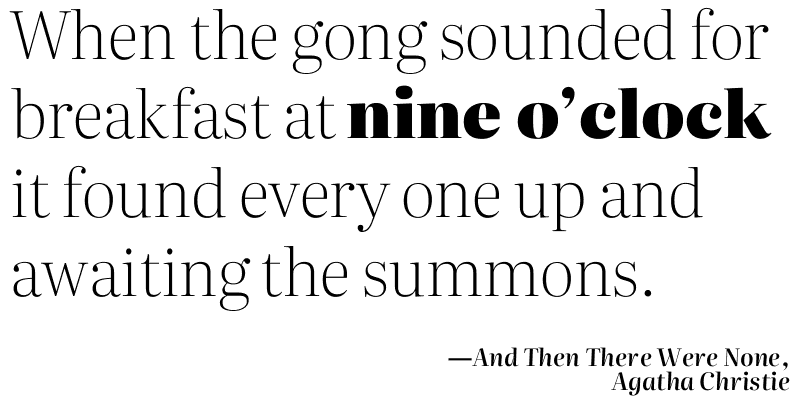 When the gong sounded for
breakfast at nine o’clock
it found every one up and
awaiting the summons.
—And Then There Were None,
Agatha Christie